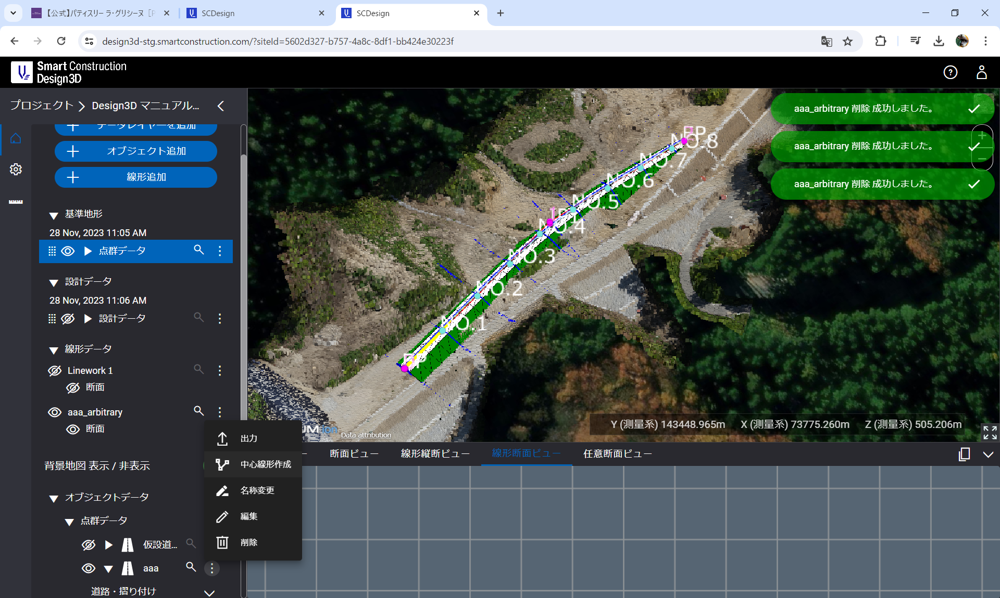 【公式】パティスリー ラ・グリシーヌ
SCDesign
SCDesign
design3d-stg.smartconstruction.com/?siteId=5602d327-b757-4a8c-8df1-bb424e30223f
Smart Construction
Design3D
プロジェクト
Design3D マニュアル...
データレイヤーを追加
オブジェクト追加
線形追加
基準地形
28 Nov, 2023 11:05 AM
点群データ
設計データ
28 Nov, 2023 11:06 AM
設計データ
線形データ
Linework 1
断面
aaa_arbitrary
断面
背景地図 表示 / 非表示
オブジェクトデータ
点群データ
仮設道...
aaa
道路・摺り付け
出力
中心線形作成
名称変更
編集
削除
aaa_arbitrary 削除 成功しました。
aaa_arbitrary 削除 成功しました。
aaa_arbitrary 削除 成功しました。
EP
NO.8
NO.7
NO.6
NO.5
NO.4
NO.3
NO.2
NO.1
Data attribution
Y (測量系) 143448.965m
X (測量系) 73775.260m
Z (測量系) 505.206m
断面ビュー
線形縦断ビュー
線形断面ビュー
任意断面ビュー